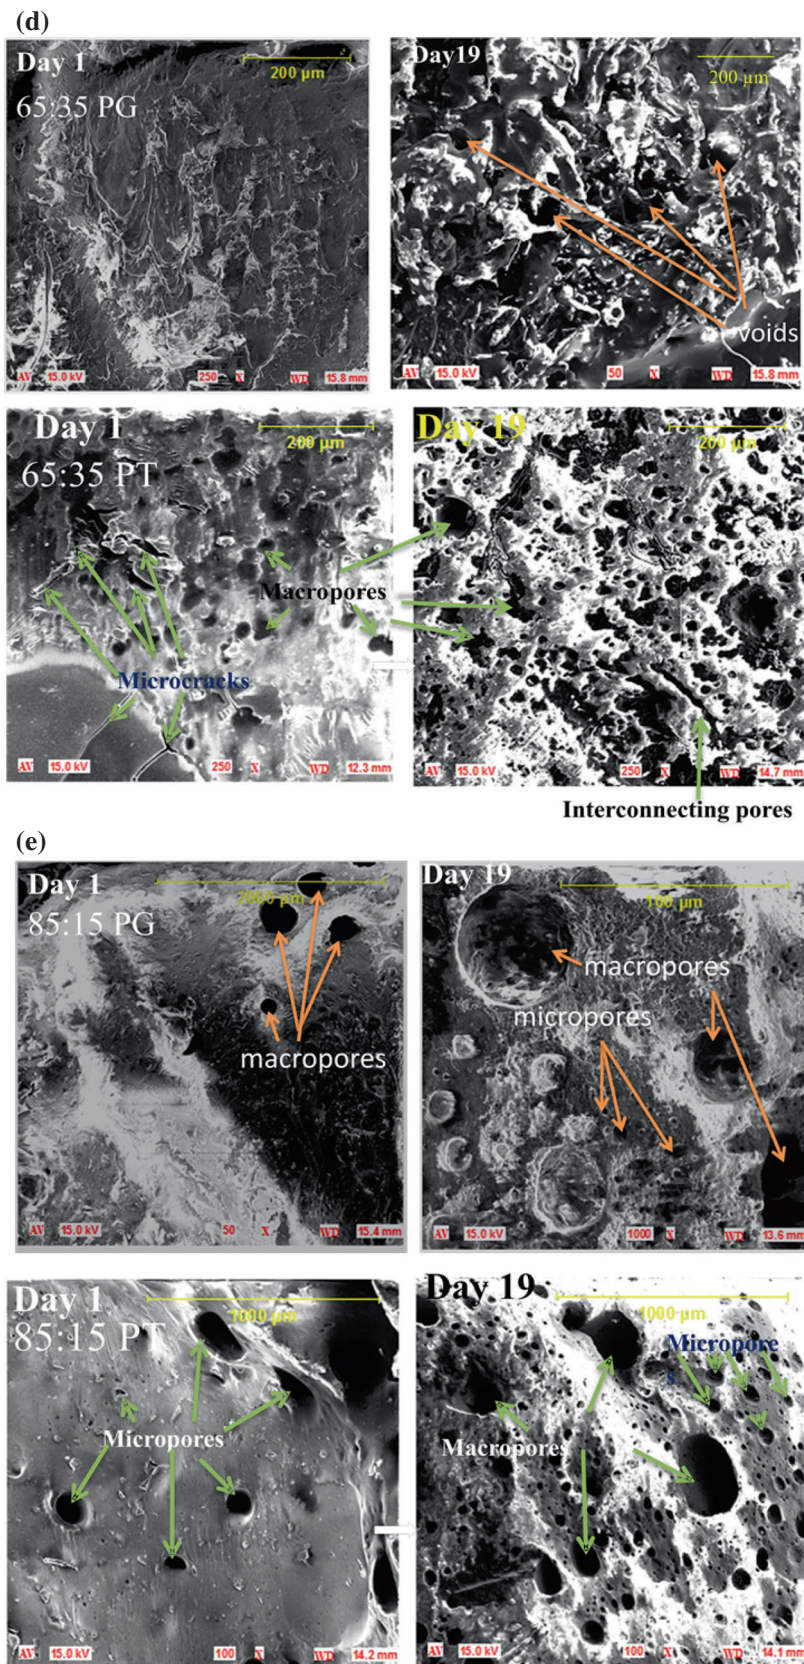 (d)
Day 1
200 µm
65:35 PG
AV 15.0 kV 250 X WD 15.8 mm
Day19
200 µm
voids
AV 15.0 kV 50 X WD 15.8 mm
Day 1
200 µm
65:35 PT
Macropores
Microcracks
AV 15.0 kV 250 X WD 12.3 mm
Day 19
200 µm
AV 15.0 kV 250 X WD 14.7 mm
Interconnecting pores
(e)
Day 1
2000 µm
85:15 PG
macropores
AV 15.0 kV 50 X WD 15.4 mm
Day 19
100 µm
macropores
micropores
AV 15.0 kV 1000 X WD 13.6 mm
Day 1
1000 µm
85:15 PT
Micropores
AV 15.0 kV 100 X WD 14.2 mm
Day 19
1000 µm
Micropore
s
Macropores
AV 15.0 kV 100 X WD 14.1 mm